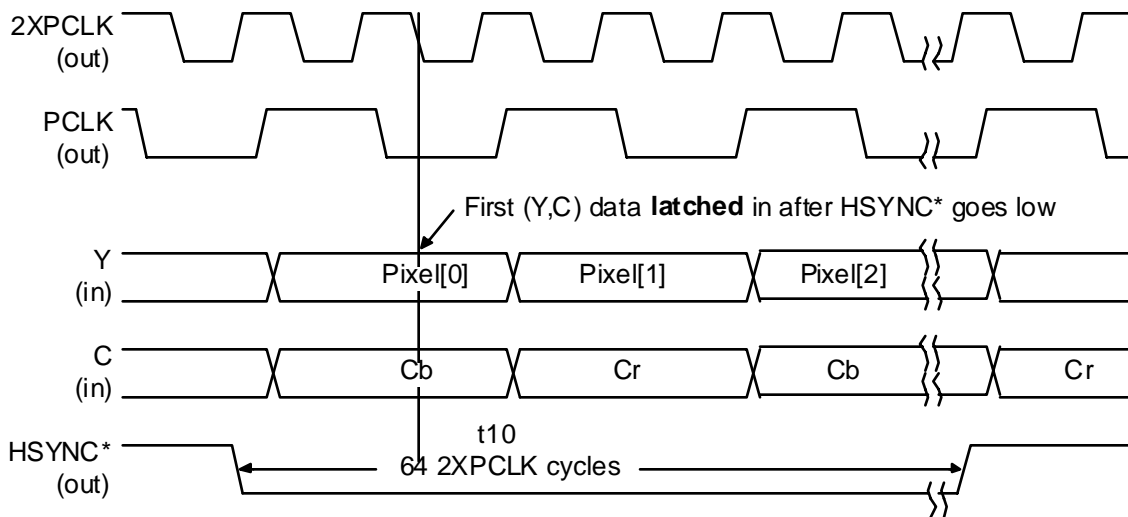 2XPCLK
(out)
PCLK
(out)
First (Y,C) data latched in after HSYNC* goes low
Y
(in)
Pixel[0] Pixel[1] Pixel[2]
C
(in)
Cb Cr Cb Cr
HSYNC*
(out)
t10
64 2XPCLK cycles